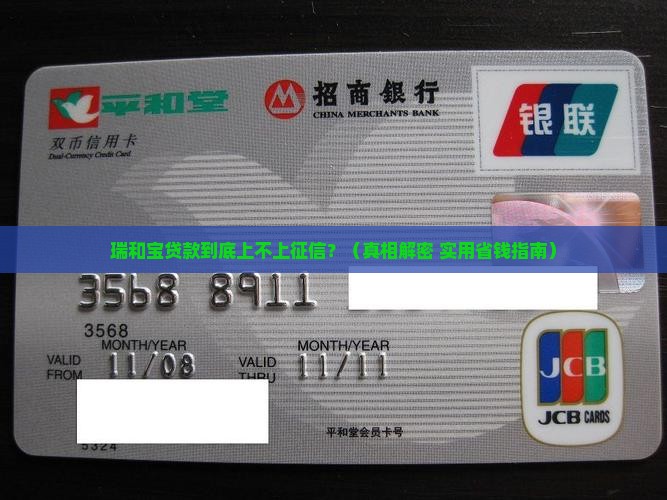 平和堂
招商银行
CHINA MERCHANTS BANK
银联
双币信用卡
Dual-Currency Credit Card
瑞和宝贷款到底上不上征信？（真相解密 实用省钱指南）
3568 8911
3568
MONTH/YEAR MONTH/YEAR
VALID FROM 11/08 VALID THRU 11/11
JCB
JCB CARDS
平和堂会员卡号
5324